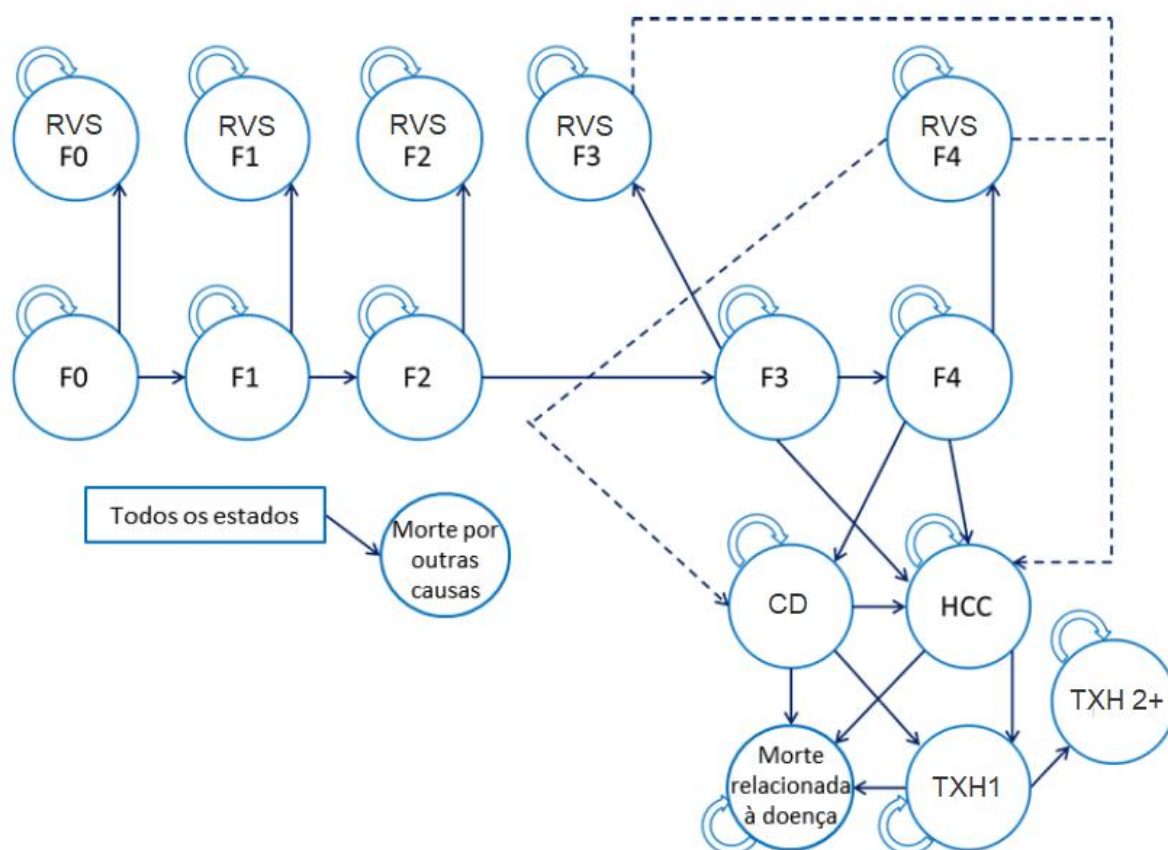 RVS
F0
RVS
F1
RVS
F2
RVS
F3
RVS
F4
F0
F1
F2
F3
F4
Todos os estados
Morte por
outras
causas
CD
HCC
TXH 2+
Morte
relacionada
à doença
TXH1